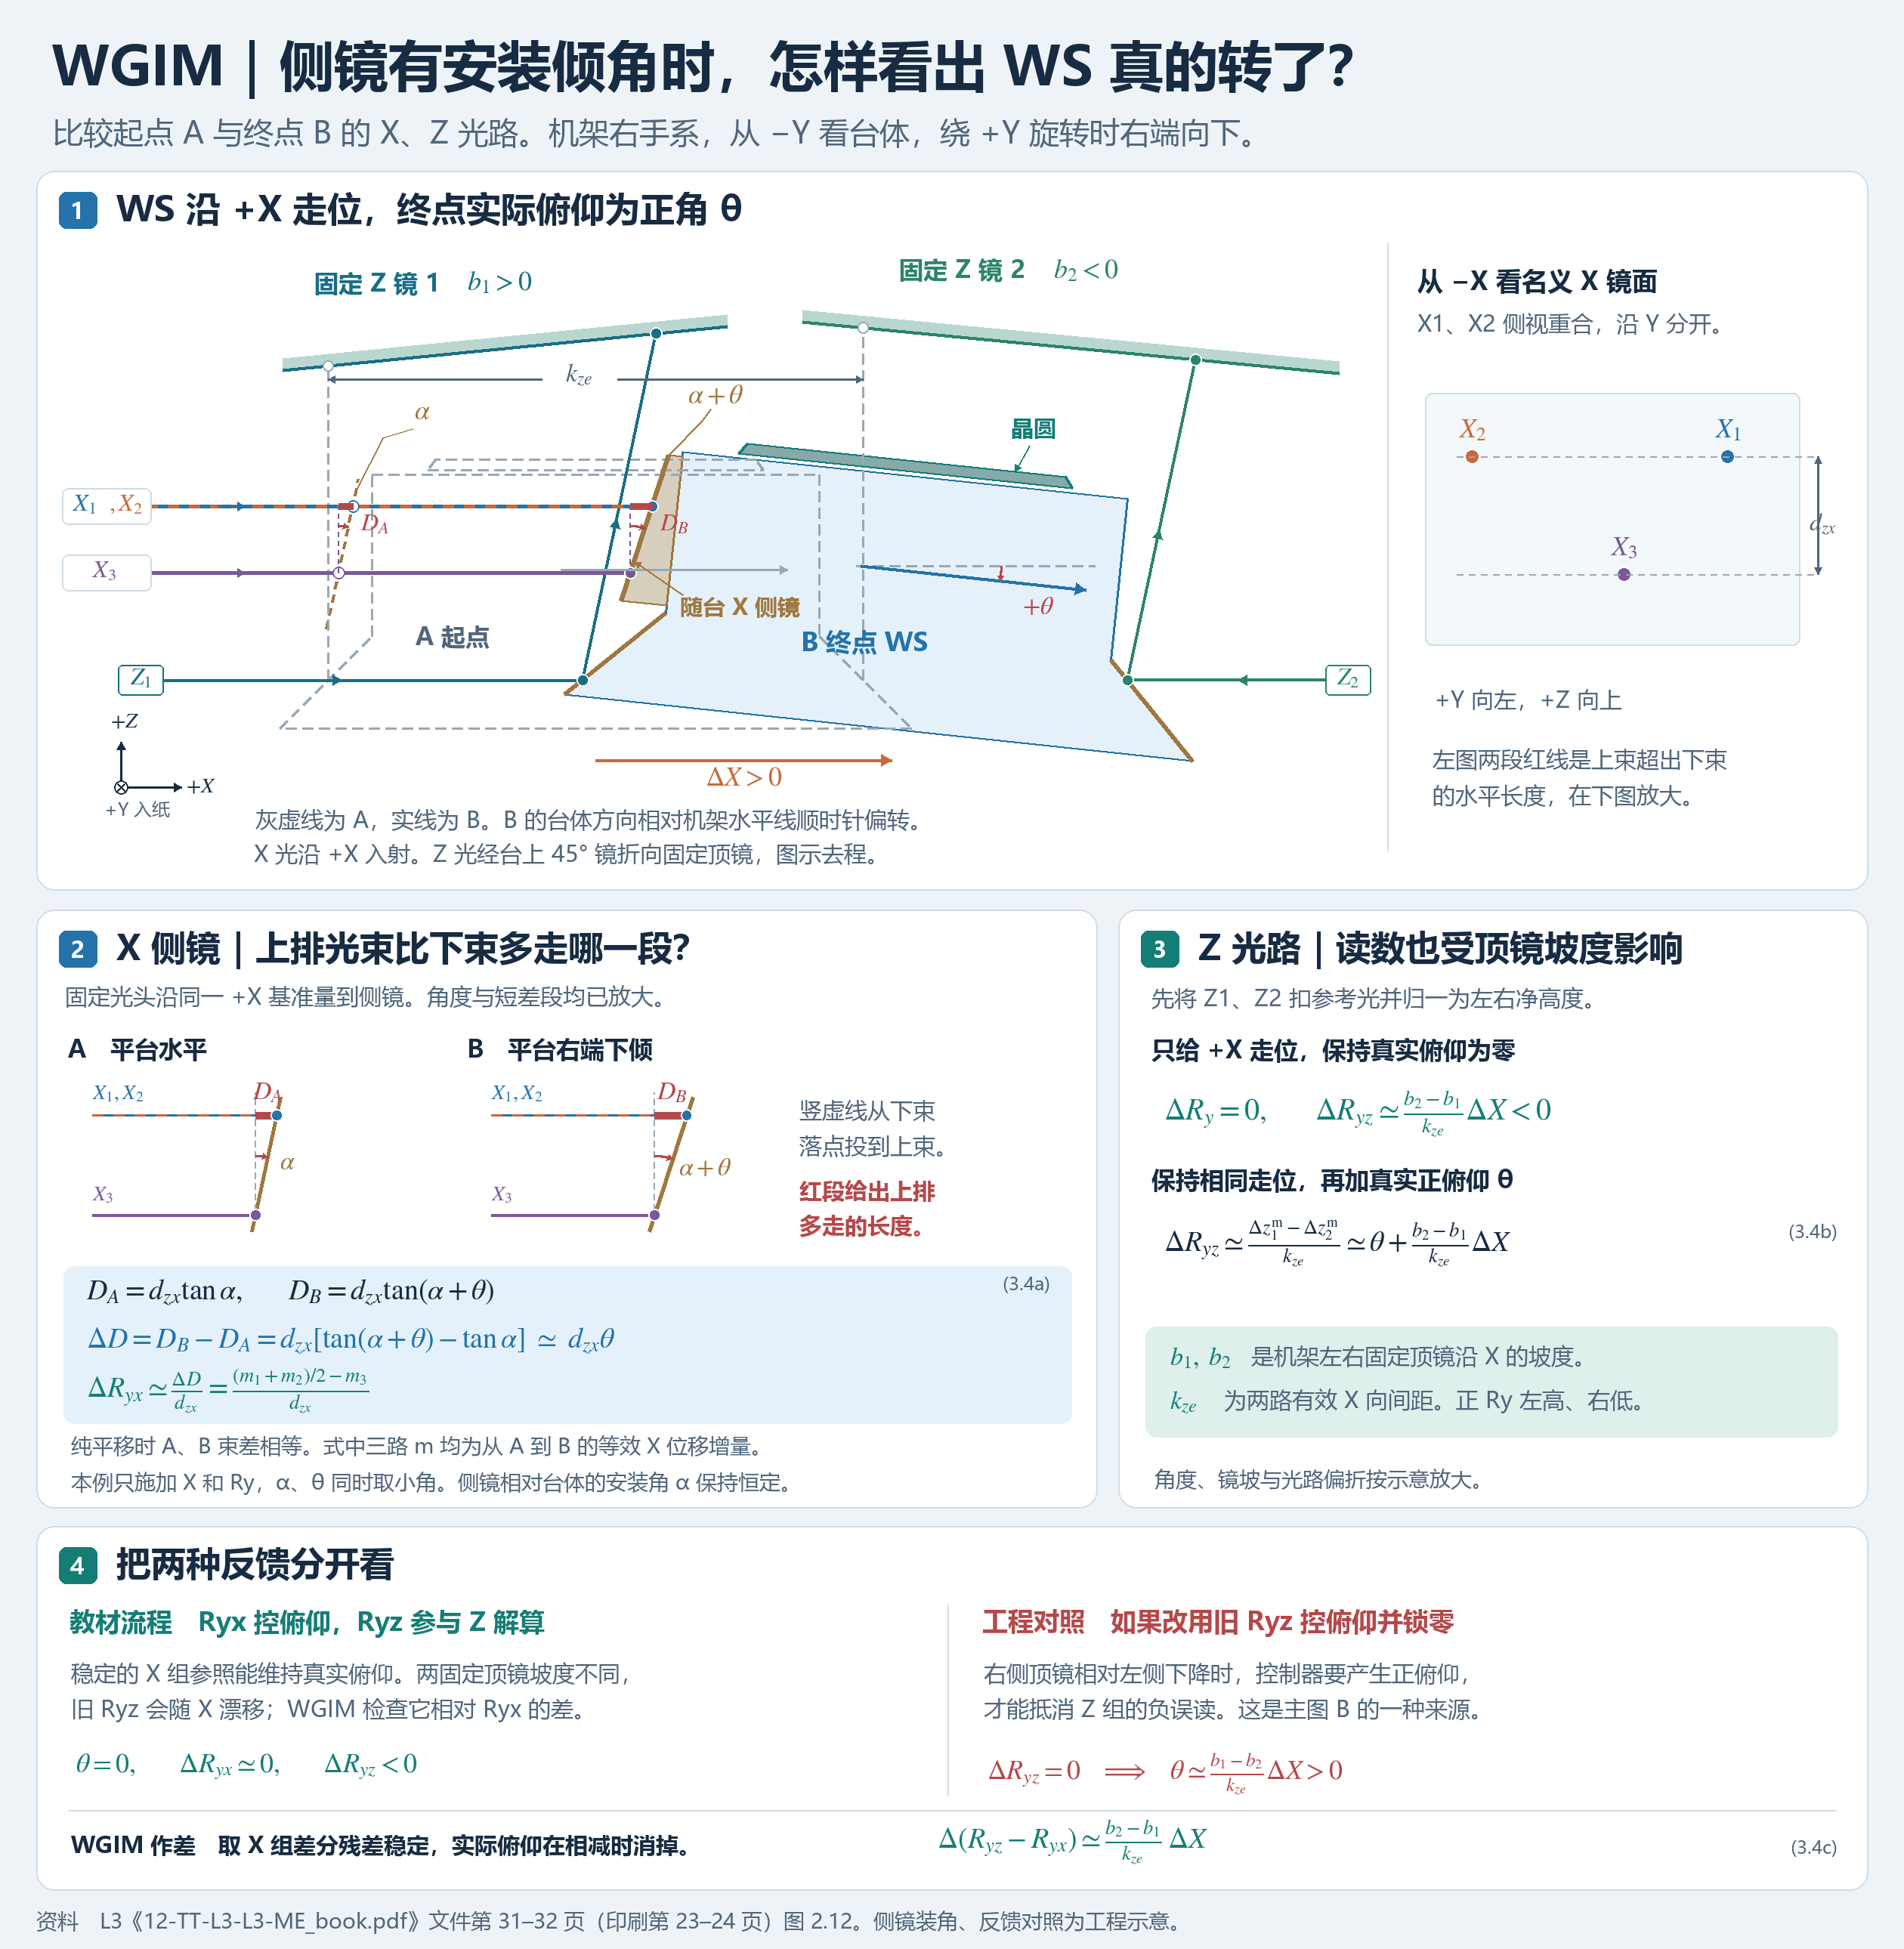 WGIM | 侧镜有安装倾角时，怎样看出 WS 真的转了？
比较起点 A 与终点 B 的 X、Z 光路。机架右手系，从 −Y 看台体，绕 +Y 旋转时右端向下。
1 WS 沿 +X 走位，终点实际俯仰为正角 θ
固定 Z 镜 1 b₁ > 0
固定 Z 镜 2 b₂ < 0
k_ze
α
α + θ
晶圆
X₁ , X₂
D_A
D_B
X₃
随台 X 侧镜
+θ
A 起点
B 终点 WS
Z₁
Z₂
+Z
+X
+Y 入纸
ΔX > 0
灰虚线为 A，实线为 B。B 的台体方向相对机架水平线顺时针偏转。
X 光沿 +X 入射。Z 光经台上 45° 镜折向固定顶镜，图示去程。
从 −X 看名义 X 镜面
X1、X2 侧视重合，沿 Y 分开。
X₂
X₁
d_zx
X₃
+Y 向左，+Z 向上
左图两段红线是上束超出下束
的水平长度，在下图放大。
2 X 侧镜 | 上排光束比下束多走哪一段？
固定光头沿同一 +X 基准量到侧镜。角度与短差段均已放大。
A 平台水平
B 平台右端下倾
X₁, X₂
D_A
α
X₃
X₁, X₂
D_B
α + θ
X₃
竖虚线从下束
落点投到上束。
红段给出上排
多走的长度。
D_A = d_zx tan α, D_B = d_zx tan(α + θ)
(3.4a)
ΔD = D_B − D_A = d_zx[tan(α + θ) − tan α] ≃ d_zx θ
ΔR_yx ≃ ΔD/d_zx = ((m₁ + m₂)/2 − m₃)/d_zx
纯平移时 A、B 束差相等。式中三路 m 均为从 A 到 B 的等效 X 位移增量。
本例只施加 X 和 Ry，α、θ 同时取小角。侧镜相对台体的安装角 α 保持恒定。
3 Z 光路 | 读数也受顶镜坡度影响
先将 Z1、Z2 扣参考光并归一为左右净高度。
只给 +X 走位，保持真实俯仰为零
ΔR_y = 0, ΔR_yz ≃ (b₂ − b₁)/k_ze ΔX < 0
保持相同走位，再加真实正俯仰 θ
ΔR_yz ≃ (Δz₁ᵐ − Δz₂ᵐ)/k_ze ≃ θ + (b₂ − b₁)/k_ze ΔX
(3.4b)
b₁, b₂ 是机架左右固定顶镜沿 X 的坡度。
k_ze 为两路有效 X 向间距。正 Ry 左高、右低。
角度、镜坡与光路偏折按示意放大。
4 把两种反馈分开看
教材流程 Ryx 控俯仰，Ryz 参与 Z 解算
稳定的 X 组参照能维持真实俯仰。两固定顶镜坡度不同，
旧 Ryz 会随 X 漂移；WGIM 检查它相对 Ryx 的差。
θ = 0, ΔR_yx ≃ 0, ΔR_yz < 0
工程对照 如果改用旧 Ryz 控俯仰并锁零
右侧顶镜相对左侧下降时，控制器要产生正俯仰，
才能抵消 Z 组的负误读。这是主图 B 的一种来源。
ΔR_yz = 0 ⟹ θ ≃ (b₁ − b₂)/k_ze ΔX > 0
WGIM 作差 取 X 组差分残差稳定，实际俯仰在相减时消掉。
Δ(R_yz − R_yx) ≃ (b₂ − b₁)/k_ze ΔX
(3.4c)
资料 L3《12-TT-L3-L3-ME_book.pdf》文件第 31–32 页（印刷第 23–24 页）图 2.12。侧镜装角、反馈对照为工程示意。